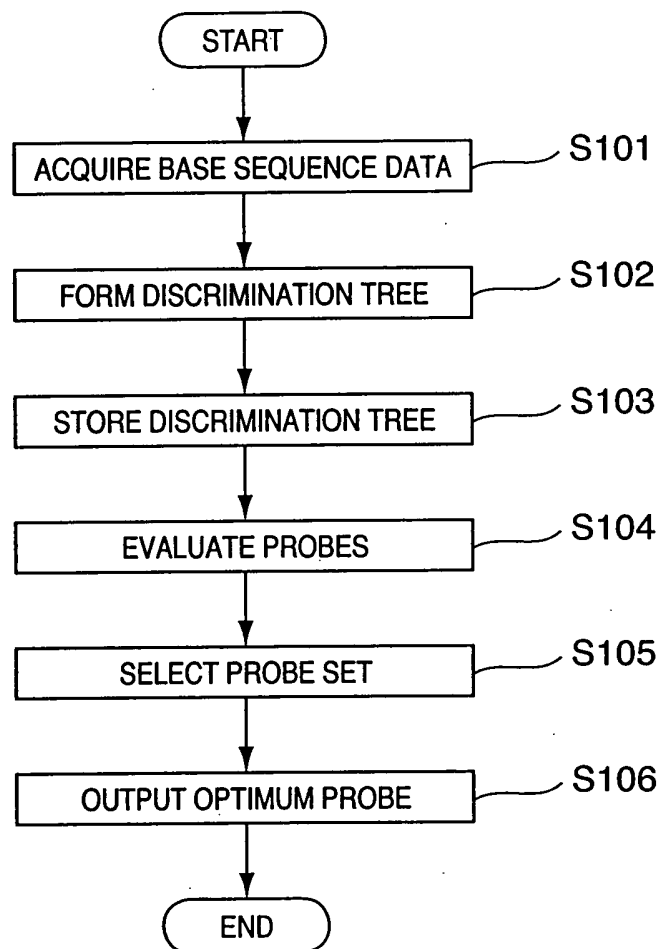 START
ACQUIRE BASE SEQUENCE DATA
S101
FORM DISCRIMINATION TREE
S102
STORE DISCRIMINATION TREE
S103
EVALUATE PROBES
S104
SELECT PROBE SET
S105
OUTPUT OPTIMUM PROBE
S106
END